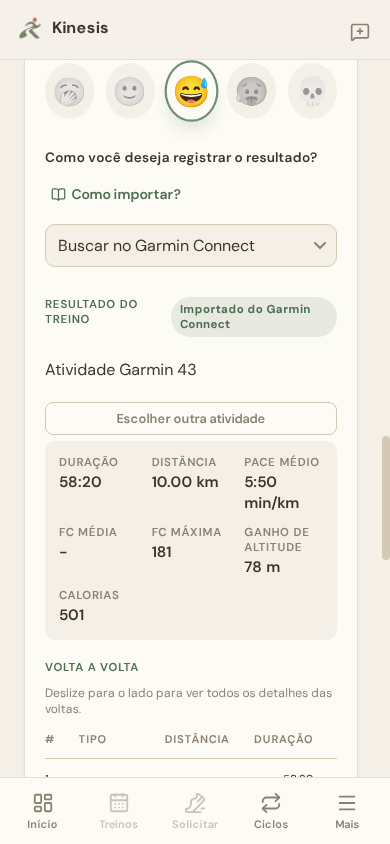 Kinesis
Como você deseja registrar o resultado?
Como importar?
Buscar no Garmin Connect
RESULTADO DO
TREINO
Importado do Garmin
Connect
Atividade Garmin 43
Escolher outra atividade
DURAÇÃO DISTÂNCIA PACE MÉDIO
58:20 10.00 km 5:50
min/km
FC MÉDIA FC MÁXIMA GANHO DE
ALTITUDE
- 181
78 m
CALORIAS
501
VOLTA A VOLTA
Deslize para o lado para ver todos os detalhes das
voltas.
# TIPO DISTÂNCIA DURAÇÃO
Início Treinos Solicitar Ciclos Mais